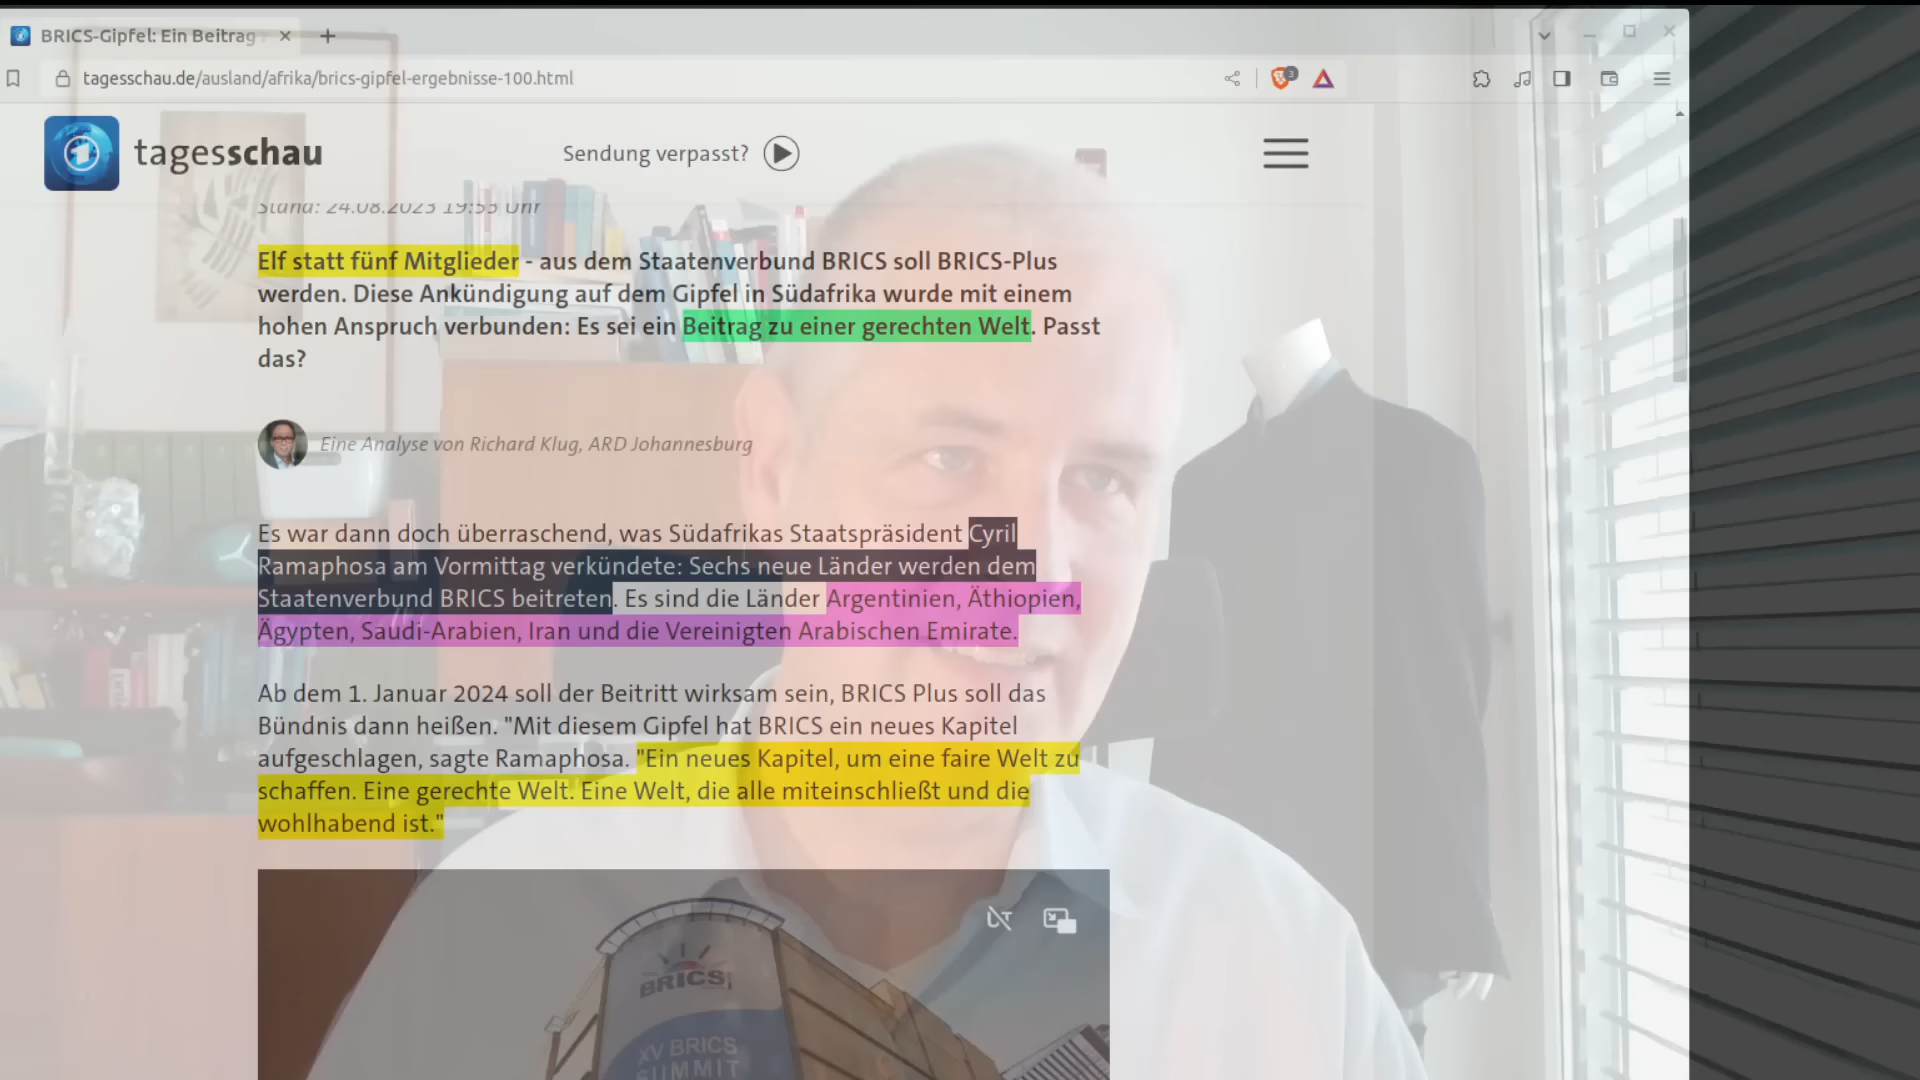 BRICS-Gipfel: Ein Beitrag
tagesschau.de/ausland/afrika/brics-gipfel-ergebnisse-100.html
3
1
tagesschau
Sendung verpasst?
Stand: 24.08.2023 19:53 Uhr
Elf statt fünf Mitglieder - aus dem Staatenverbund BRICS soll BRICS-Plus
werden. Diese Ankündigung auf dem Gipfel in Südafrika wurde mit einem
hohen Anspruch verbunden: Es sei ein Beitrag zu einer gerechten Welt. Passt
das?
Eine Analyse von Richard Klug, ARD Johannesburg
Es war dann doch überraschend, was Südafrikas Staatspräsident Cyril
Ramaphosa am Vormittag verkündete: Sechs neue Länder werden dem
Staatenverbund BRICS beitreten. Es sind die Länder Argentinien, Äthiopien,
Ägypten, Saudi-Arabien, Iran und die Vereinigten Arabischen Emirate.
Ab dem 1. Januar 2024 soll der Beitritt wirksam sein, BRICS Plus soll das
Bündnis dann heißen. "Mit diesem Gipfel hat BRICS ein neues Kapitel
aufgeschlagen, sagte Ramaphosa. "Ein neues Kapitel, um eine faire Welt zu
schaffen. Eine gerechte Welt. Eine Welt, die alle miteinschließt und die
wohlhabend ist."
BRICS
XV BRICS
SUMMIT